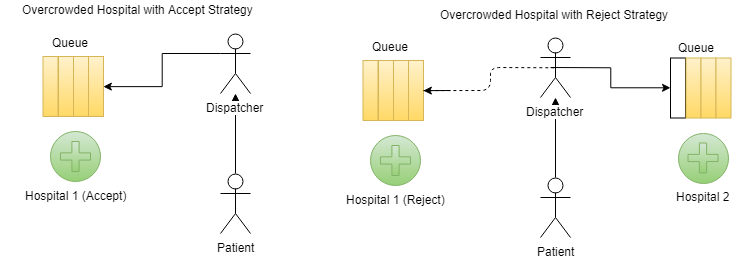 Overcrowded Hospital with Accept Strategy
Queue
Dispatcher
Hospital 1 (Accept)
Patient
Overcrowded Hospital with Reject Strategy
Queue
Queue
Dispatcher
Hospital 1 (Reject)
Hospital 2
Patient